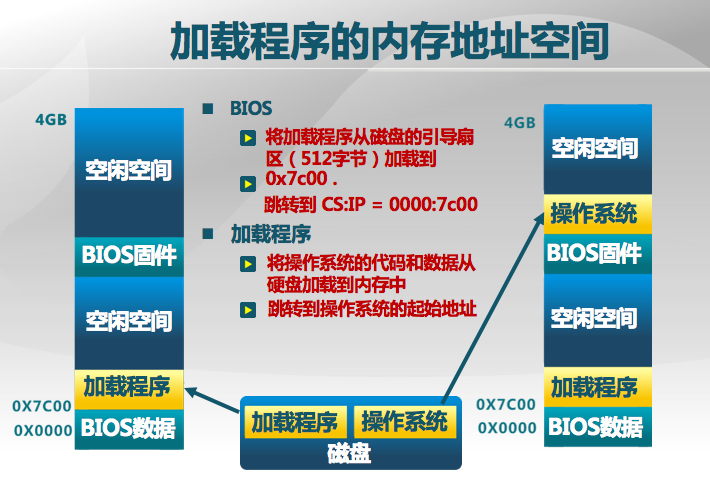 加载程序的内存地址空间
4GB
空闲空间
BIOS固件
空闲空间
加载程序
0X7C00
0X0000
BIOS数据
BIOS
将加载程序从磁盘的引导扇
区（512字节）加载到
0x7c00 .
跳转到 CS:IP = 0000:7c00
加载程序
将操作系统的代码和数据从
硬盘加载到内存中
跳转到操作系统的起始地址
加载程序
操作系统
磁盘
4GB
空闲空间
操作系统
BIOS固件
空闲空间
加载程序
0X7C00
0X0000
BIOS数据